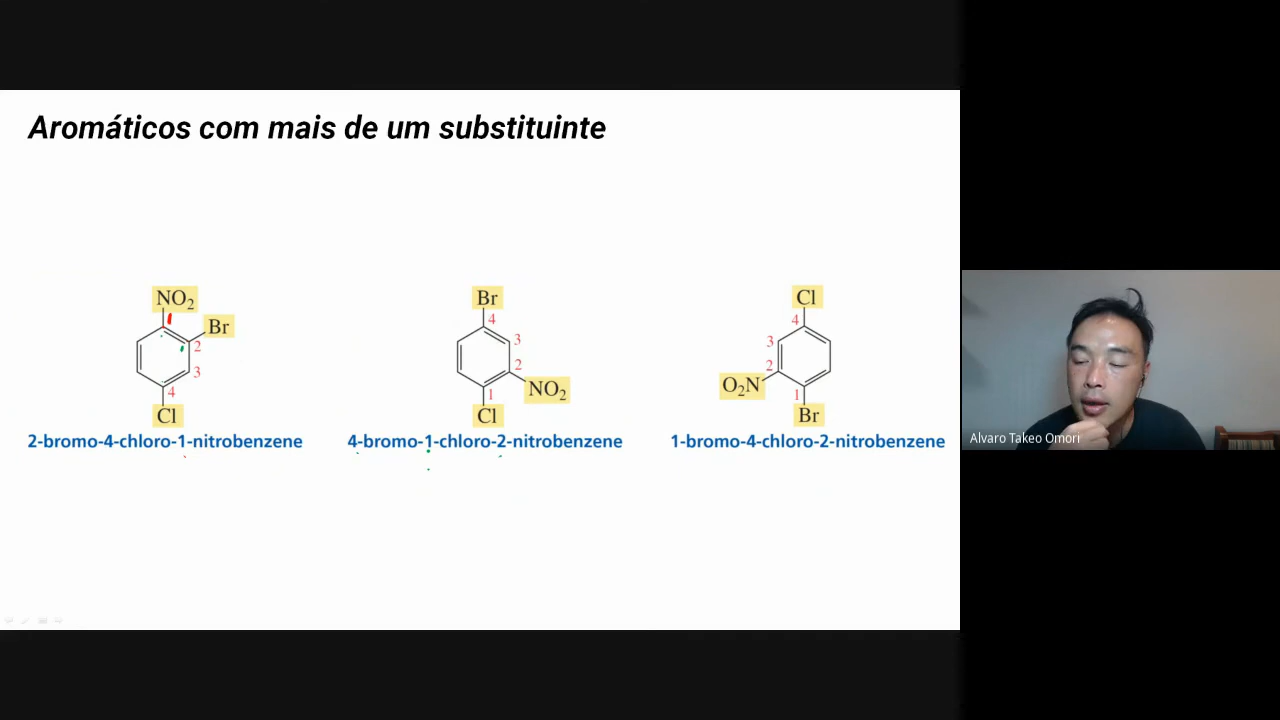 Aromáticos com mais de um substituinte
NO2
Br
2
3
4
Cl
2-bromo-4-chloro-1-nitrobenzene
Br
4
3
2
NO2
1
Cl
4-bromo-1-chloro-2-nitrobenzene
Cl
4
3
2
O2N
1
Br
1-bromo-4-chloro-2-nitrobenzene
Alvaro Takeo Omori